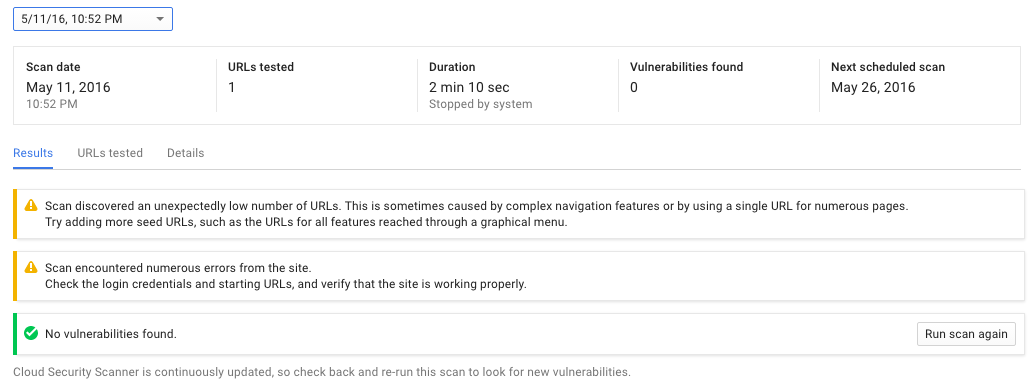 5/11/16, 10:52 PM
Scan date
URLs tested
Duration
Vulnerabilities found
Next scheduled scan
May 11, 2016
1
2 min 10 sec
0
May 26, 2016
10:52 PM
Stopped by system
Results
URLs tested
Details
Scan discovered an unexpectedly low number of URLs. This is sometimes caused by complex navigation features or by using a single URL for numerous pages.
Try adding more seed URLs, such as the URLs for all features reached through a graphical menu.
Scan encountered numerous errors from the site.
Check the login credentials and starting URLs, and verify that the site is working properly.
No vulnerabilities found.
Run scan again
Cloud Security Scanner is continuously updated, so check back and re-run this scan to look for new vulnerabilities.